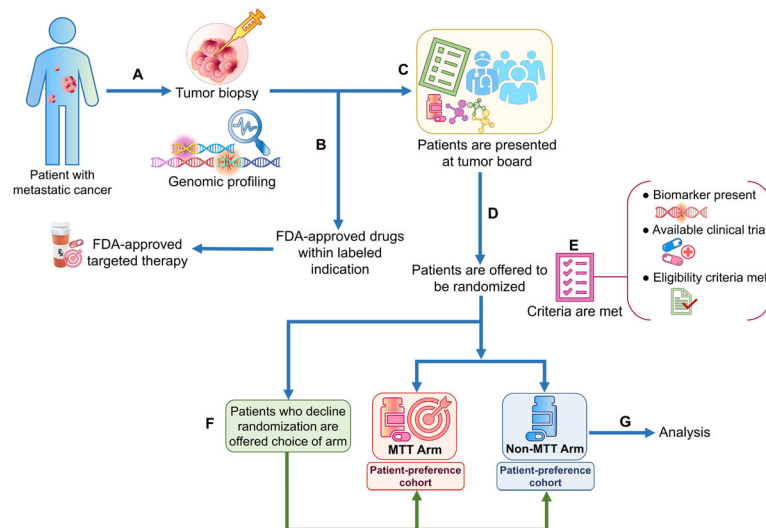 A
Tumor biopsy
Genomic profiling
Patient with
metastatic cancer
B
C
Patients are presented
at tumor board
FDA-approved
targeted therapy
FDA-approved drugs
within labeled
indication
D
Patients are offered to
be randomized
E
Criteria are met
● Biomarker present
● Available clinical trial
● Eligibility criteria met
F
Patients who decline
randomization are
offered choice of arm
MTT Arm
Patient-preference
cohort
Non-MTT Arm
Patient-preference
cohort
G
Analysis